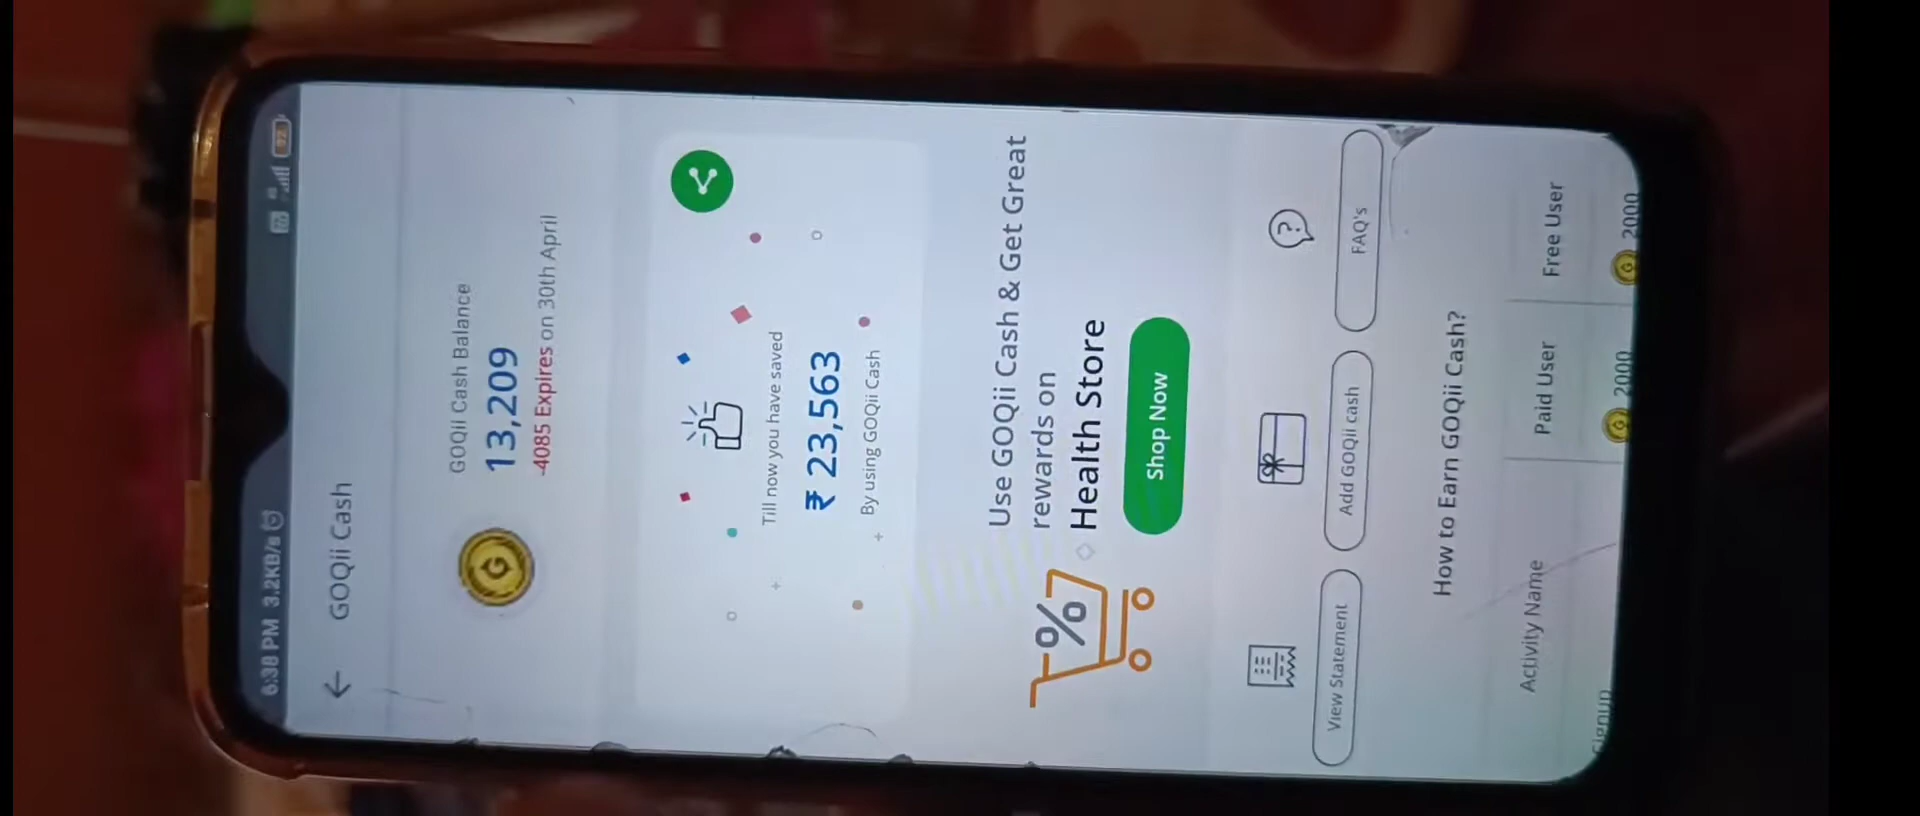 6:38 PM 3.2KB/s
GOQii Cash
GOQii Cash Balance
13,209
-4085 Expires on 30th April
Till now you have saved
₹ 23,563
By using GOQii Cash
Use GOQii Cash & Get Great
rewards on
Health Store
Shop Now
View Statement
Add GOQii cash
FAQ's
How to Earn GOQii Cash?
Activity Name
Paid User
Free User
Signup
2000
2000